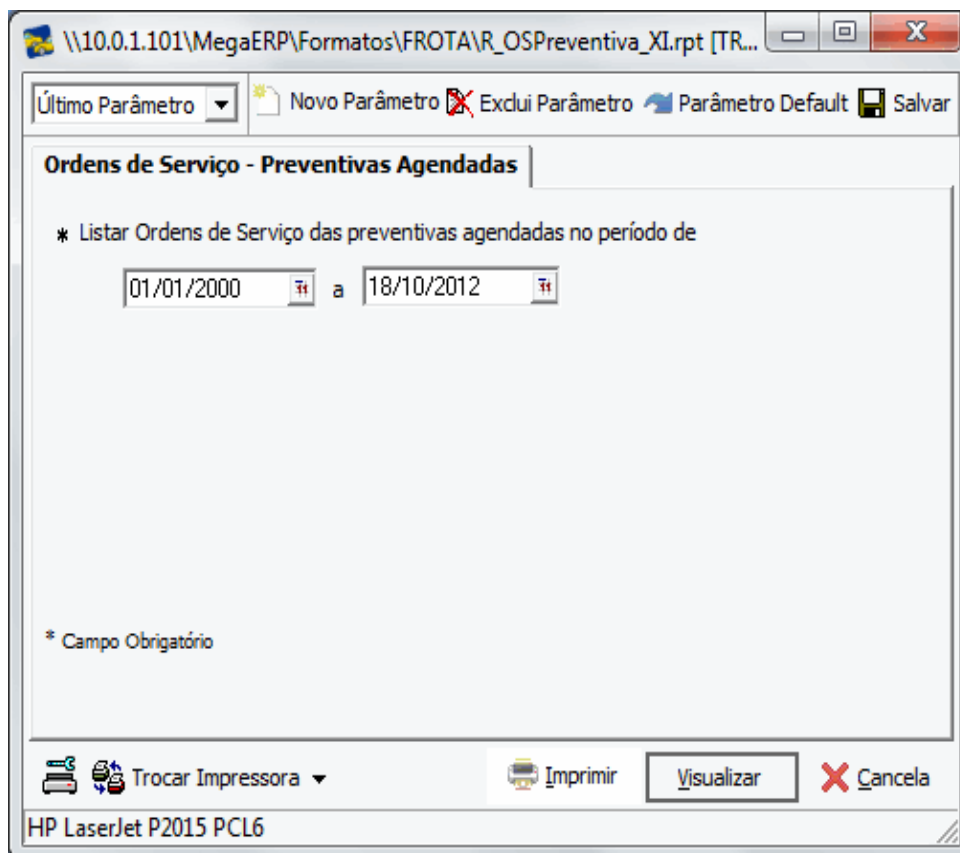 \\10.0.1.101\MegaERP\Formatos\FROTA\R_OSPreventiva_XI.rpt [TR...
Último Parâmetro Novo Parâmetro Exclui Parâmetro Parâmetro Default Salvar
Ordens de Serviço - Preventivas Agendadas
* Listar Ordens de Serviço das preventivas agendadas no período de
01/01/2000 a 18/10/2012
* Campo Obrigatório
Trocar Impressora Imprimir Visualizar Cancela
HP LaserJet P2015 PCL6